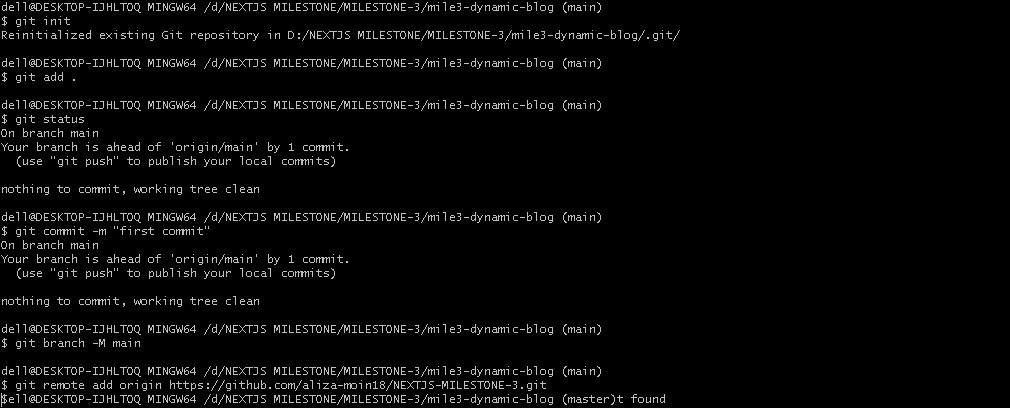 dell@DESKTOP-IJHLTOQ MINGW64 /d/NEXTJS MILESTONE/MILESTONE-3/mile3-dynamic-blog (main)
$ git init
Reinitialized existing Git repository in D:/NEXTJS MILESTONE/MILESTONE-3/mile3-dynamic-blog/.git/
dell@DESKTOP-IJHLTOQ MINGW64 /d/NEXTJS MILESTONE/MILESTONE-3/mile3-dynamic-blog (main)
$ git add .
dell@DESKTOP-IJHLTOQ MINGW64 /d/NEXTJS MILESTONE/MILESTONE-3/mile3-dynamic-blog (main)
$ git status
On branch main
Your branch is ahead of 'origin/main' by 1 commit.
  (use "git push" to publish your local commits)
nothing to commit, working tree clean
dell@DESKTOP-IJHLTOQ MINGW64 /d/NEXTJS MILESTONE/MILESTONE-3/mile3-dynamic-blog (main)
$ git commit -m "first commit"
On branch main
Your branch is ahead of 'origin/main' by 1 commit.
  (use "git push" to publish your local commits)
nothing to commit, working tree clean
dell@DESKTOP-IJHLTOQ MINGW64 /d/NEXTJS MILESTONE/MILESTONE-3/mile3-dynamic-blog (main)
$ git branch -M main
dell@DESKTOP-IJHLTOQ MINGW64 /d/NEXTJS MILESTONE/MILESTONE-3/mile3-dynamic-blog (main)
$ git remote add origin https://github.com/aliza-moin18/NEXTJS-MILESTONE-3.git
$ell@DESKTOP-IJHLTOQ MINGW64 /d/NEXTJS MILESTONE/MILESTONE-3/mile3-dynamic-blog (master)t found